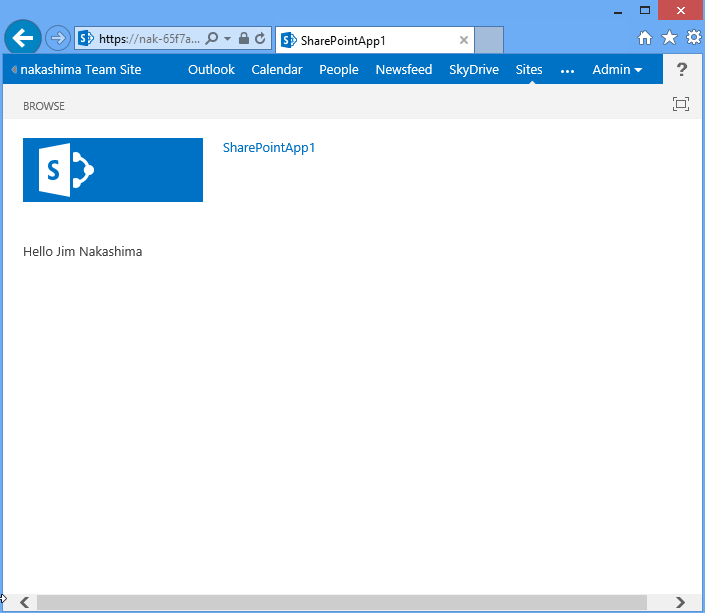 https://nak-65f7a...
SharePointApp1
nakashima Team Site
Outlook Calendar People Newsfeed SkyDrive Sites ... Admin ?
BROWSE
S
SharePointApp1
Hello Jim Nakashima